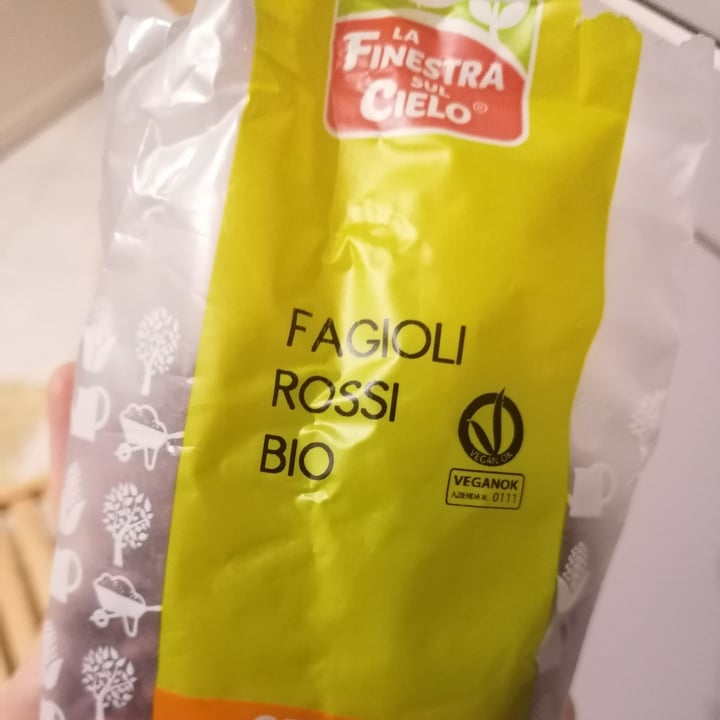 LA
FINESTRA
SUL
CIELO®
FAGIOLI
ROSSI
BIO
VEGAN OK
VEGANOK
AZIENDA N. 0111